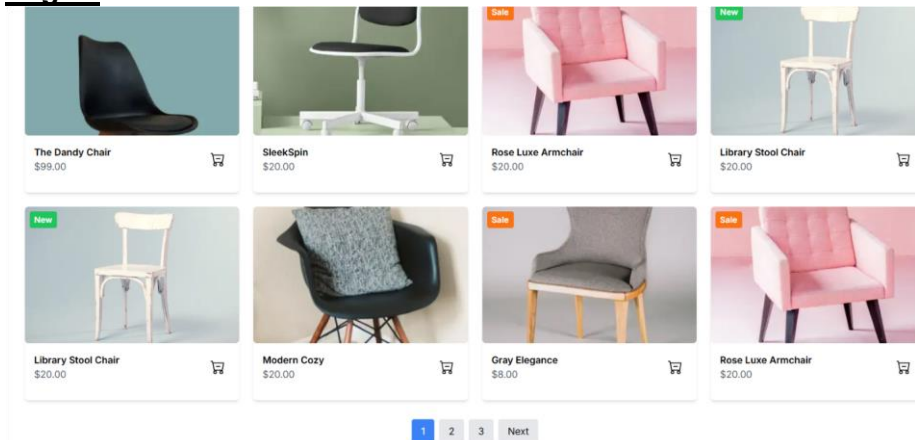 Sale
New
The Dandy Chair
$99.00
SleekSpin
$20.00
Rose Luxe Armchair
$20.00
Library Stool Chair
$20.00
New
Sale
Sale
Library Stool Chair
$20.00
Modern Cozy
$20.00
Gray Elegance
$8.00
Rose Luxe Armchair
$20.00
1 2 3 Next